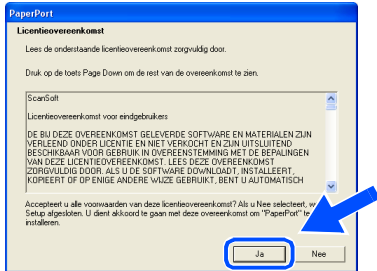 PaperPort
Licentieovereenkomst
Lees de onderstaande licentieovereenkomst zorgvuldig door.
Druk op de toets Page Down om de rest van de overeenkomst te zien.
ScanSoft
Licentieovereenkomst voor eindgebruikers
DE BIJ DEZE OVEREENKOMST GELEVERDE SOFTWARE EN MATERIALEN ZIJN
VERLEEND ONDER LICENTIE EN NIET VERKOCHT EN ZIJN UITSLUITEND
BESCHIKBAAR VOOR GEBRUIK IN OVEREENSTEMMING MET DE BEPALINGEN
VAN DEZE LICENTIEOVEREENKOMST. LEES DEZE OVEREENKOMST
ZORGVULDIG DOOR. ALS U DE SOFTWARE DOWNLOADT, INSTALLEERT,
KOPIEERT OF OP ENIGE ANDERE WIJZE GEBRUIKT, BENT U AUTOMATISCH
Accepteert u alle voorwaarden van deze licentieovereenkomst? Als u Nee selecteert,
Setup afgesloten. U dient akkoord te gaan met deze overeenkomst om "PaperPort" te
installeren.
Ja
Nee